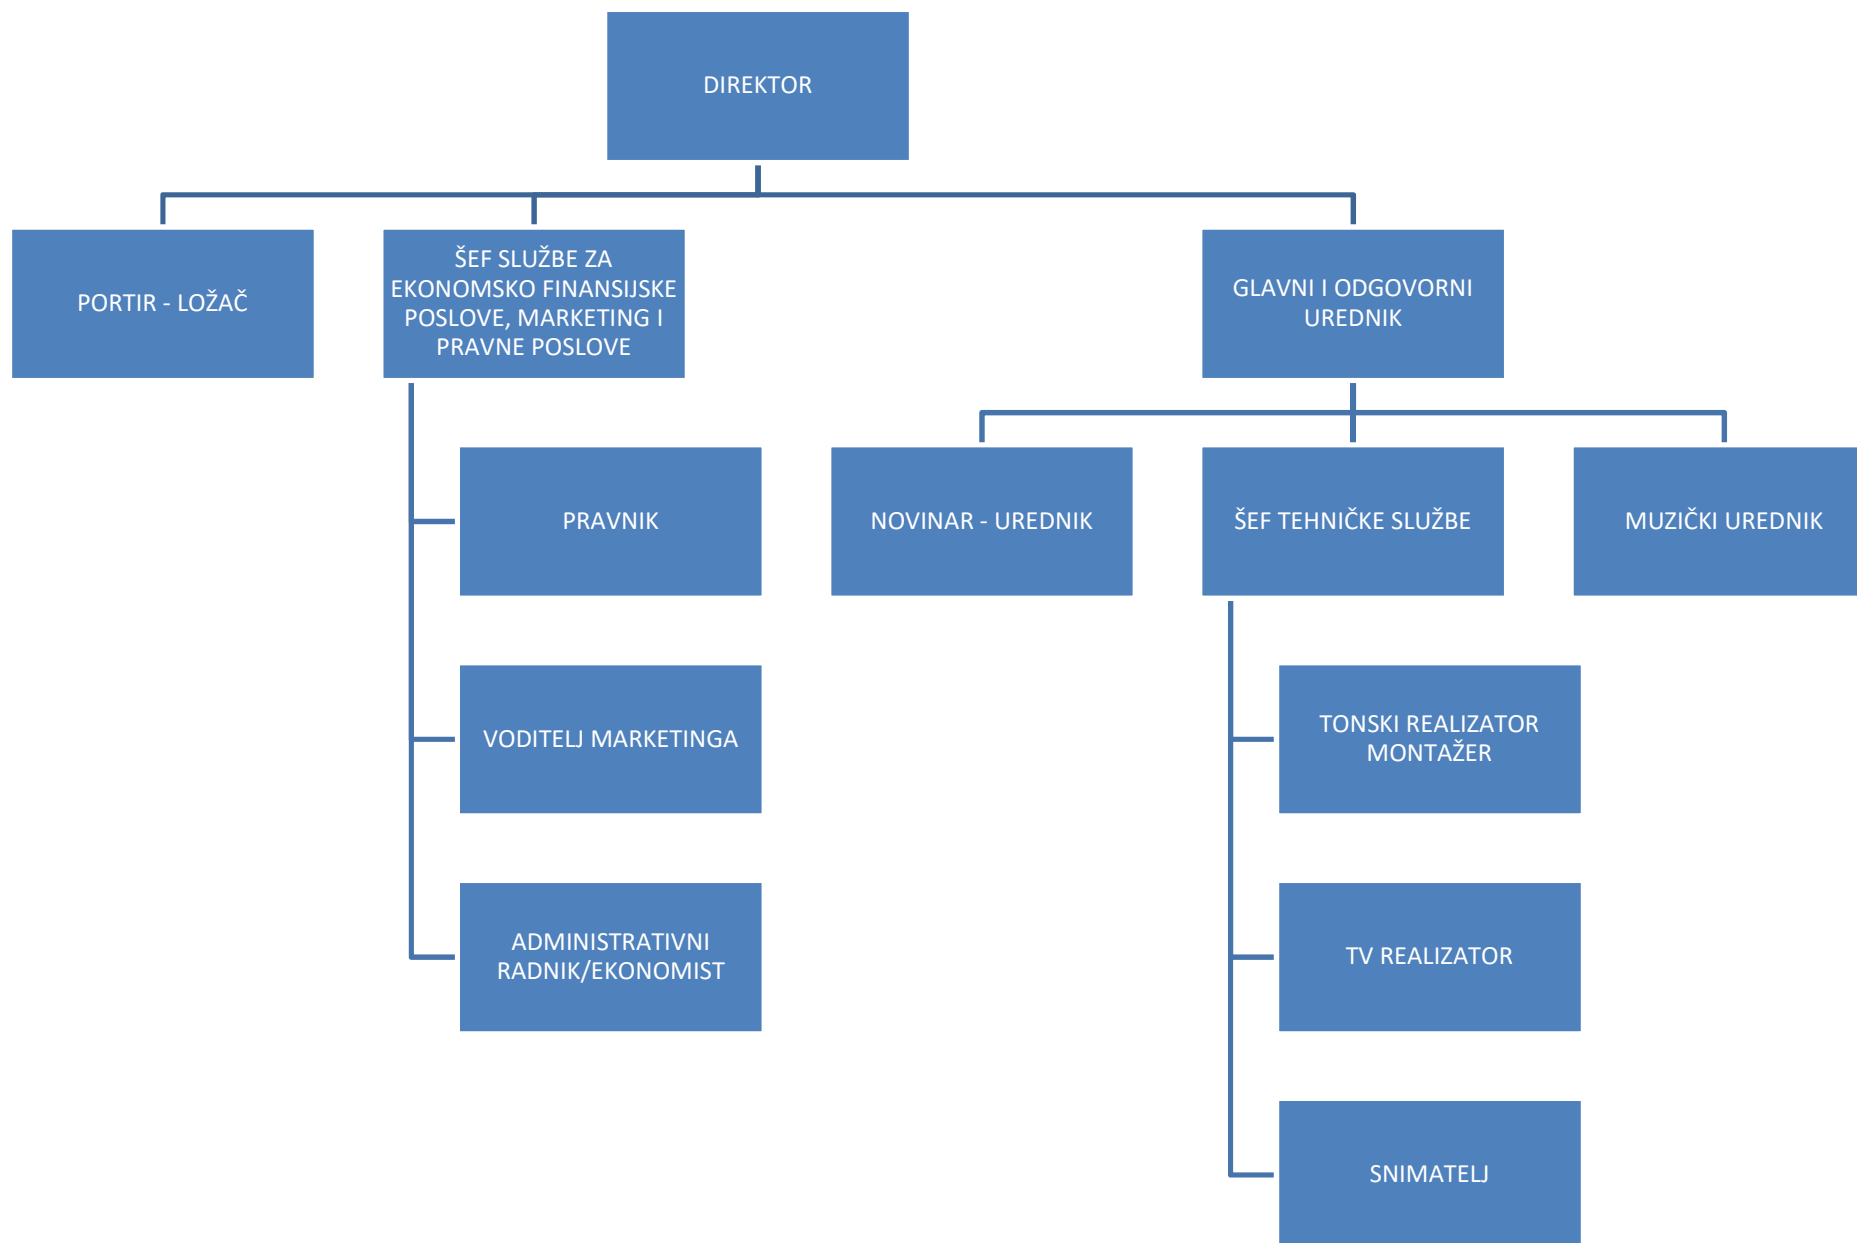 DIREKTOR
PORTIR - LOŽAČ
ŠEF SLUŽBE ZA
EKONOMSKO FINANSIJSKE
POSLOVE, MARKETING I
PRAVNE POSLOVE
GLAVNI I ODGOVORNI
UREDNIK
PRAVNIK
NOVINAR - UREDNIK
ŠEF TEHNIČKE SLUŽBE
MUZIČKI UREDNIK
VODITELJ MARKETINGA
TONSKI REALIZATOR
MONTAŽER
ADMINISTRATIVNI
RADNIK/EKONOMIST
TV REALIZATOR
SNIMATELJ